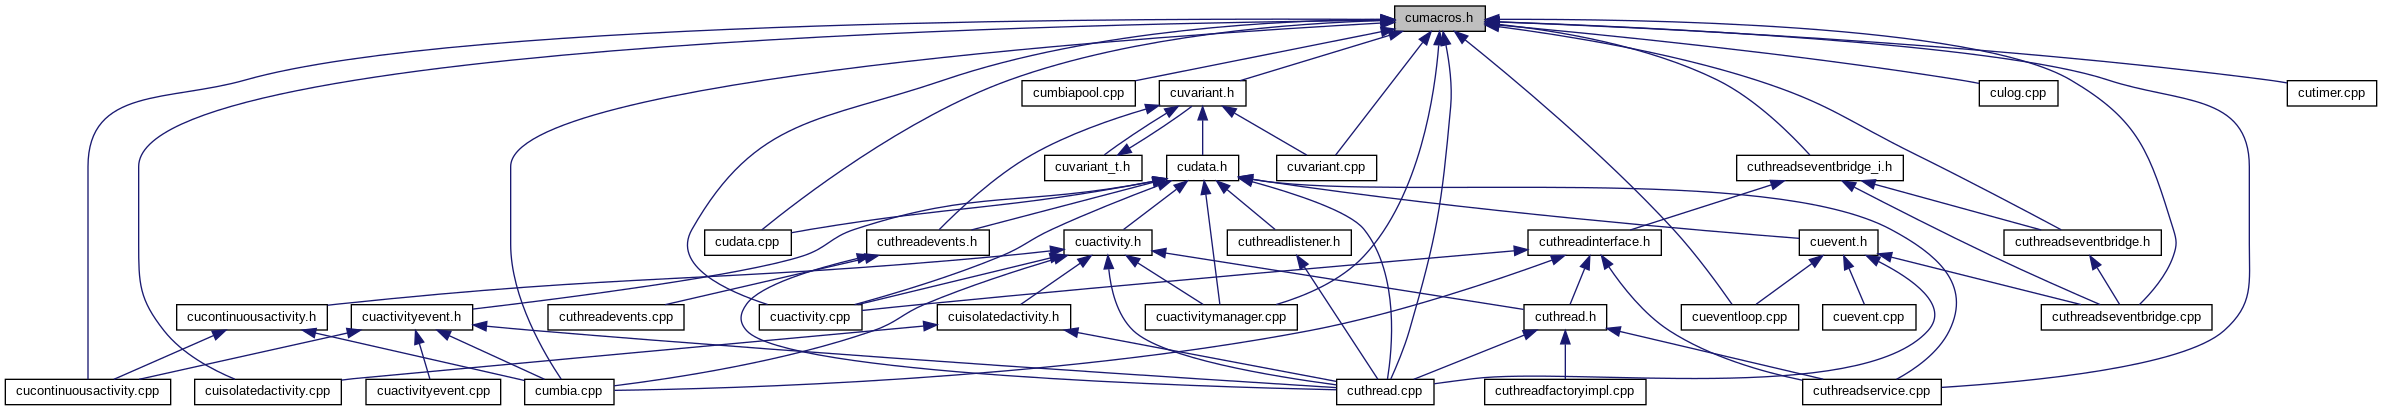 cumacros.h
cumbiapool.cpp
cuvariant.h
culog.cpp
cutimer.cpp
cuvariant_t.h
cudata.h
cuvariant.cpp
cuthreadseventbridge_i.h
cudata.cpp
cuthreadevents.h
cuactivity.h
cuthreadlistener.h
cuthreadinterface.h
cuevent.h
cuthreadseventbridge.h
cucontinuousactivity.h
cuactivityevent.h
cuthreadevents.cpp
cuactivity.cpp
cuisolatedactivity.h
cuactivitymanager.cpp
cuthread.h
cueventloop.cpp
cuevent.cpp
cuthreadseventbridge.cpp
cucontinuousactivity.cpp
cuisolatedactivity.cpp
cuactivityevent.cpp
cumbia.cpp
cuthread.cpp
cuthreadfactoryimpl.cpp
cuthreadservice.cpp